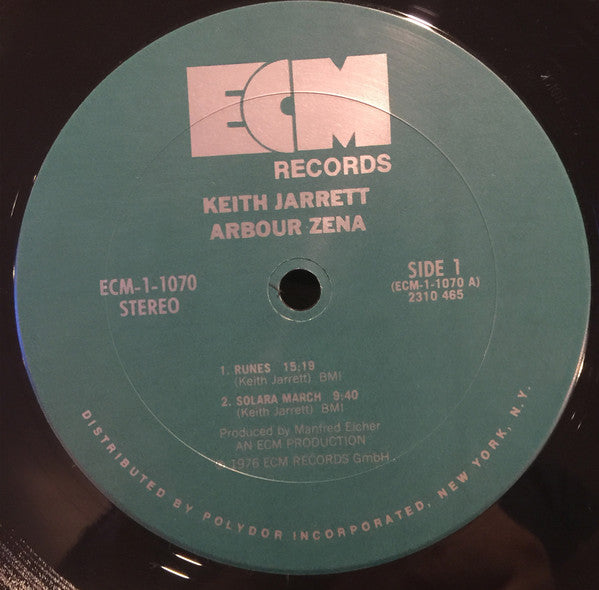 ECM
RECORDS
KEITH JARRETT
ARBOUR ZENA
ECM-1-1070
STEREO
SIDE 1
(ECM-1-1070 A)
2310 465
1. RUNES 15:19
(Keith Jarrett) BMI
2. SOLARA MARCH 9:40
(Keith Jarrett) BMI
Produced by Manfred Eicher
AN ECM PRODUCTION
℗ 1976 ECM RECORDS GmbH
DISTRIBUTED BY POLYDOR INCORPORATED, NEW YORK, N.Y.